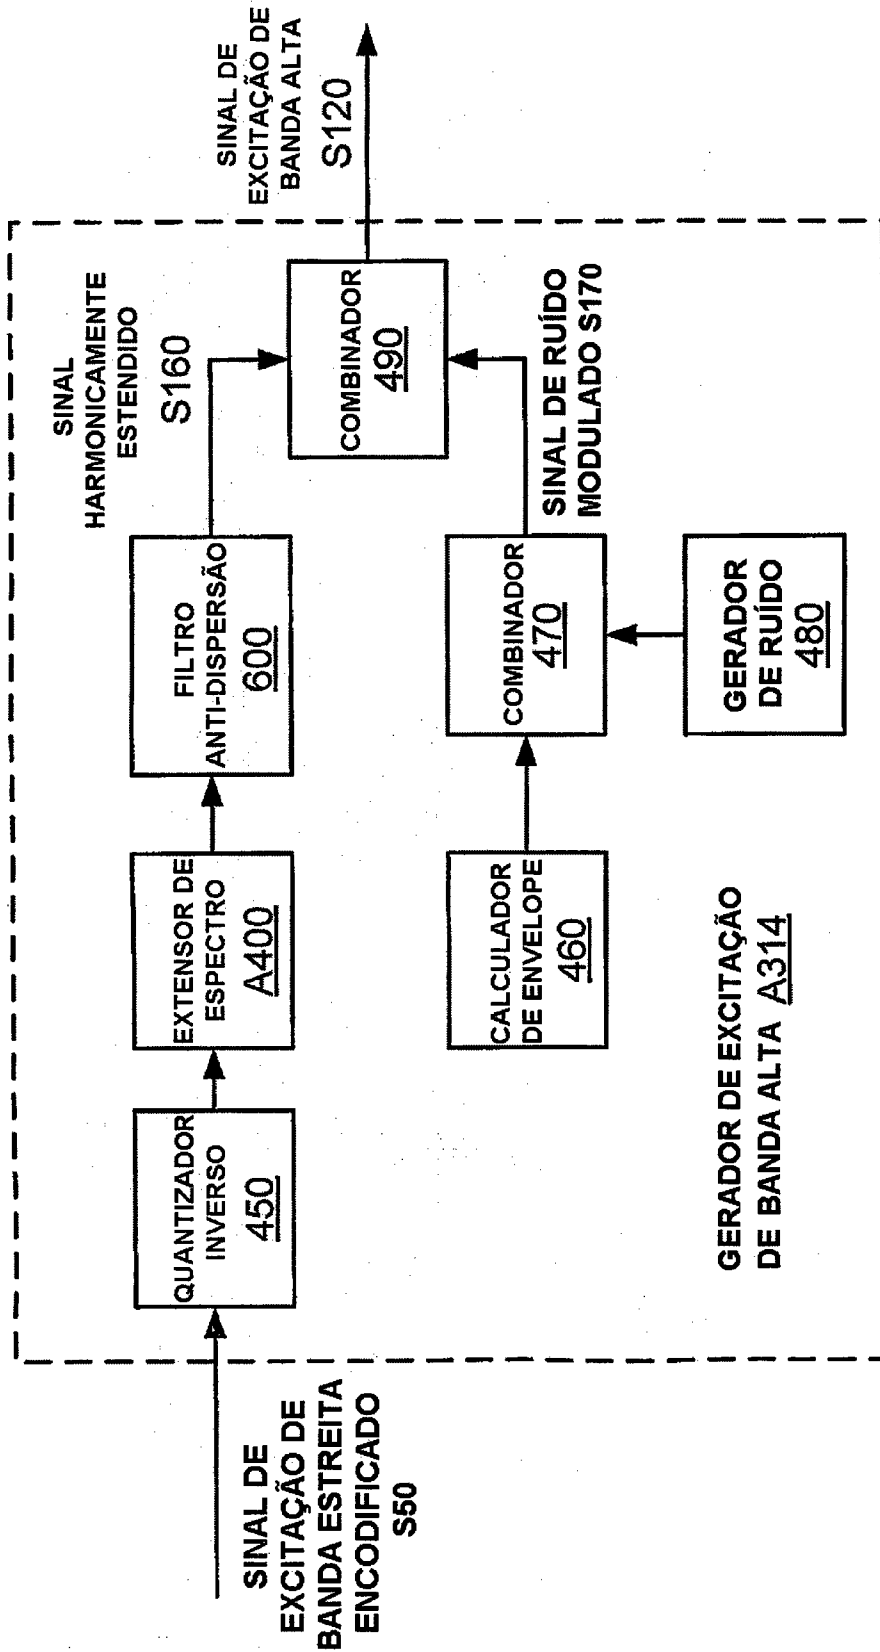 SINAL DE
EXCITAÇÃO DE
BANDA ESTREITA
ENCODIFICADO
S50
QUANTIZADOR
INVERSO
450
EXTENSOR DE
ESPECTRO
A400
FILTRO
ANTI-DISPERSÃO
600
SINAL
HARMONICAMENTE
ESTENDIDO
S160
COMBINADOR
490
SINAL DE
EXCITAÇÃO DE
BANDA ALTA
S120
CALCULADOR
DE ENVELOPE
460
COMBINADOR
470
SINAL DE RUÍDO
MODULADO S170
GERADOR
DE RUÍDO
480
GERADOR DE EXCITAÇÃO
DE BANDA ALTA A314